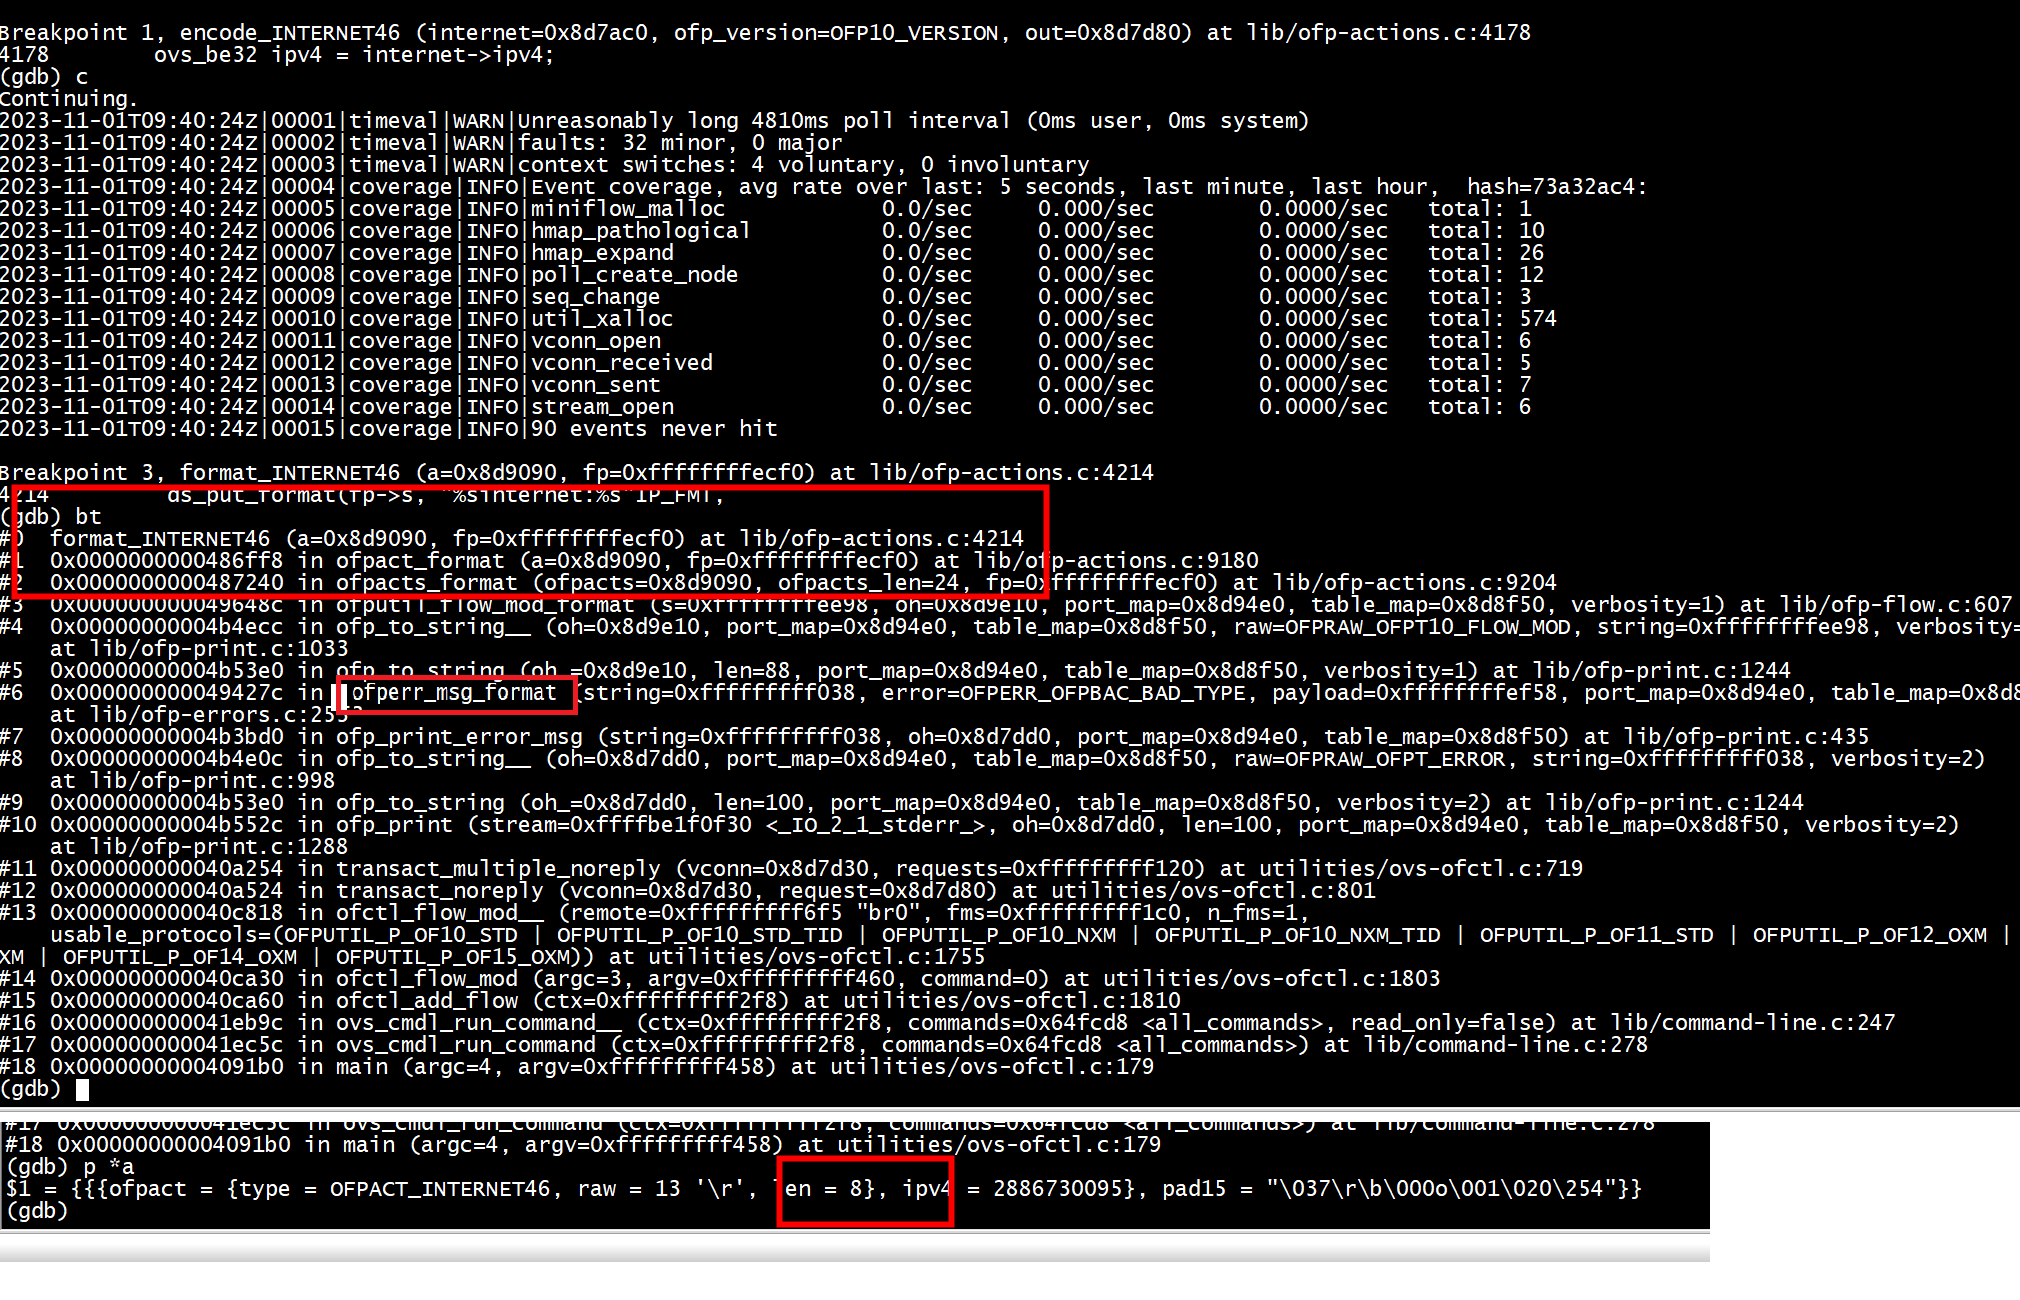 Breakpoint 1, encode_INTERNET46 (internet=0x8d7ac0, ofp_version=OFP10_VERSION, out=0x8d7d80) at lib/ofp-actions.c:4178
4178        ovs_be32 ipv4 = internet->ipv4;
(gdb) c
Continuing.
2023-11-01T09:40:24Z|00001|timeval|WARN|Unreasonably long 4810ms poll interval (0ms user, 0ms system)
2023-11-01T09:40:24Z|00002|timeval|WARN|faults: 32 minor, 0 major
2023-11-01T09:40:24Z|00003|timeval|WARN|context switches: 4 voluntary, 0 involuntary
2023-11-01T09:40:24Z|00004|coverage|INFO|Event coverage, avg rate over last: 5 seconds, last minute, last hour,  hash=73a32ac4:
2023-11-01T09:40:24Z|00005|coverage|INFO|miniflow_malloc            0.0/sec     0.000/sec        0.0000/sec   total: 1
2023-11-01T09:40:24Z|00006|coverage|INFO|hmap_pathological          0.0/sec     0.000/sec        0.0000/sec   total: 10
2023-11-01T09:40:24Z|00007|coverage|INFO|hmap_expand                0.0/sec     0.000/sec        0.0000/sec   total: 26
2023-11-01T09:40:24Z|00008|coverage|INFO|poll_create_node           0.0/sec     0.000/sec        0.0000/sec   total: 12
2023-11-01T09:40:24Z|00009|coverage|INFO|seq_change                 0.0/sec     0.000/sec        0.0000/sec   total: 3
2023-11-01T09:40:24Z|00010|coverage|INFO|util_xalloc                0.0/sec     0.000/sec        0.0000/sec   total: 574
2023-11-01T09:40:24Z|00011|coverage|INFO|vconn_open                 0.0/sec     0.000/sec        0.0000/sec   total: 6
2023-11-01T09:40:24Z|00012|coverage|INFO|vconn_received             0.0/sec     0.000/sec        0.0000/sec   total: 5
2023-11-01T09:40:24Z|00013|coverage|INFO|vconn_sent                 0.0/sec     0.000/sec        0.0000/sec   total: 7
2023-11-01T09:40:24Z|00014|coverage|INFO|stream_open                0.0/sec     0.000/sec        0.0000/sec   total: 6
2023-11-01T09:40:24Z|00015|coverage|INFO|90 events never hit
Breakpoint 3, format_INTERNET46 (a=0x8d9090, fp=0xffffffffecf0) at lib/ofp-actions.c:4214
4214         ds_put_format(fp->s, "%sinternet:%s"IP_FMT,
(gdb) bt
#0  format_INTERNET46 (a=0x8d9090, fp=0xffffffffecf0) at lib/ofp-actions.c:4214
#1  0x0000000000486ff8 in ofpact_format (a=0x8d9090, fp=0xffffffffecf0) at lib/ofp-actions.c:9180
#2  0x0000000000487240 in ofpacts_format (ofpacts=0x8d9090, ofpacts_len=24, fp=0xffffffffecf0) at lib/ofp-actions.c:9204
#3  0x000000000049648c in ofputil_flow_mod_format (s=0xffffffffee98, oh=0x8d9e10, port_map=0x8d94e0, table_map=0x8d8f50, verbosity=1) at lib/ofp-flow.c:607
#4  0x00000000004b4ecc in ofp_to_string__ (oh=0x8d9e10, port_map=0x8d94e0, table_map=0x8d8f50, raw=OFPRAW_OFPT10_FLOW_MOD, string=0xffffffffee98, verbosity=
    at lib/ofp-print.c:1033
#5  0x00000000004b53e0 in ofp_to_string (oh_=0x8d9e10, len=88, port_map=0x8d94e0, table_map=0x8d8f50, verbosity=1) at lib/ofp-print.c:1244
#6  0x000000000049427c in ofperr_msg_format (string=0xfffffffff038, error=OFPERR_OFPBAC_BAD_TYPE, payload=0xffffffffef58, port_map=0x8d94e0, table_map=0x8d8
    at lib/ofp-errors.c:253
#7  0x00000000004b3bd0 in ofp_print_error_msg (string=0xfffffffff038, oh=0x8d7dd0, port_map=0x8d94e0, table_map=0x8d8f50) at lib/ofp-print.c:435
#8  0x00000000004b4e0c in ofp_to_string__ (oh=0x8d7dd0, port_map=0x8d94e0, table_map=0x8d8f50, raw=OFPRAW_OFPT_ERROR, string=0xfffffffff038, verbosity=2)
    at lib/ofp-print.c:998
#9  0x00000000004b53e0 in ofp_to_string (oh_=0x8d7dd0, len=100, port_map=0x8d94e0, table_map=0x8d8f50, verbosity=2) at lib/ofp-print.c:1244
#10 0x00000000004b552c in ofp_print (stream=0xffffbe1f0f30 <_IO_2_1_stderr_>, oh=0x8d7dd0, len=100, port_map=0x8d94e0, table_map=0x8d8f50, verbosity=2)
    at lib/ofp-print.c:1288
#11 0x000000000040a254 in transact_multiple_noreply (vconn=0x8d7d30, requests=0xfffffffff120) at utilities/ovs-ofctl.c:719
#12 0x000000000040a524 in transact_noreply (vconn=0x8d7d30, request=0x8d7d80) at utilities/ovs-ofctl.c:801
#13 0x000000000040c818 in ofctl_flow_mod__ (remote=0xfffffffff6f5 "br0", fms=0xfffffffff1c0, n_fms=1,
    usable_protocols=(OFPUTIL_P_OF10_STD | OFPUTIL_P_OF10_STD_TID | OFPUTIL_P_OF10_NXM | OFPUTIL_P_OF10_NXM_TID | OFPUTIL_P_OF11_STD | OFPUTIL_P_OF12_OXM |
XM | OFPUTIL_P_OF14_OXM | OFPUTIL_P_OF15_OXM)) at utilities/ovs-ofctl.c:1755
#14 0x000000000040ca30 in ofctl_flow_mod (argc=3, argv=0xfffffffff460, command=0) at utilities/ovs-ofctl.c:1803
#15 0x000000000040ca60 in ofctl_add_flow (ctx=0xfffffffff2f8) at utilities/ovs-ofctl.c:1810
#16 0x000000000041eb9c in ovs_cmdl_run_command__ (ctx=0xfffffffff2f8, commands=0x64fcd8 <all_commands>, read_only=false) at lib/command-line.c:247
#17 0x000000000041ec5c in ovs_cmdl_run_command (ctx=0xfffffffff2f8, commands=0x64fcd8 <all_commands>) at lib/command-line.c:278
#18 0x00000000004091b0 in main (argc=4, argv=0xfffffffff458) at utilities/ovs-ofctl.c:179
(gdb)
#17 0x000000000041ec5c in ovs_cmdl_run_command (ctx=0xfffffffff2f8, commands=0x64fcd8 <all_commands>) at lib/command-line.c:278
#18 0x00000000004091b0 in main (argc=4, argv=0xfffffffff458) at utilities/ovs-ofctl.c:179
(gdb) p *a
$1 = {{{ofpact = {type = OFPACT_INTERNET46, raw = 13 '\r', len = 8}, ipv4 = 2886730095}, pad15 = "\037\r\b\000o\001\020\254"}}
(gdb)